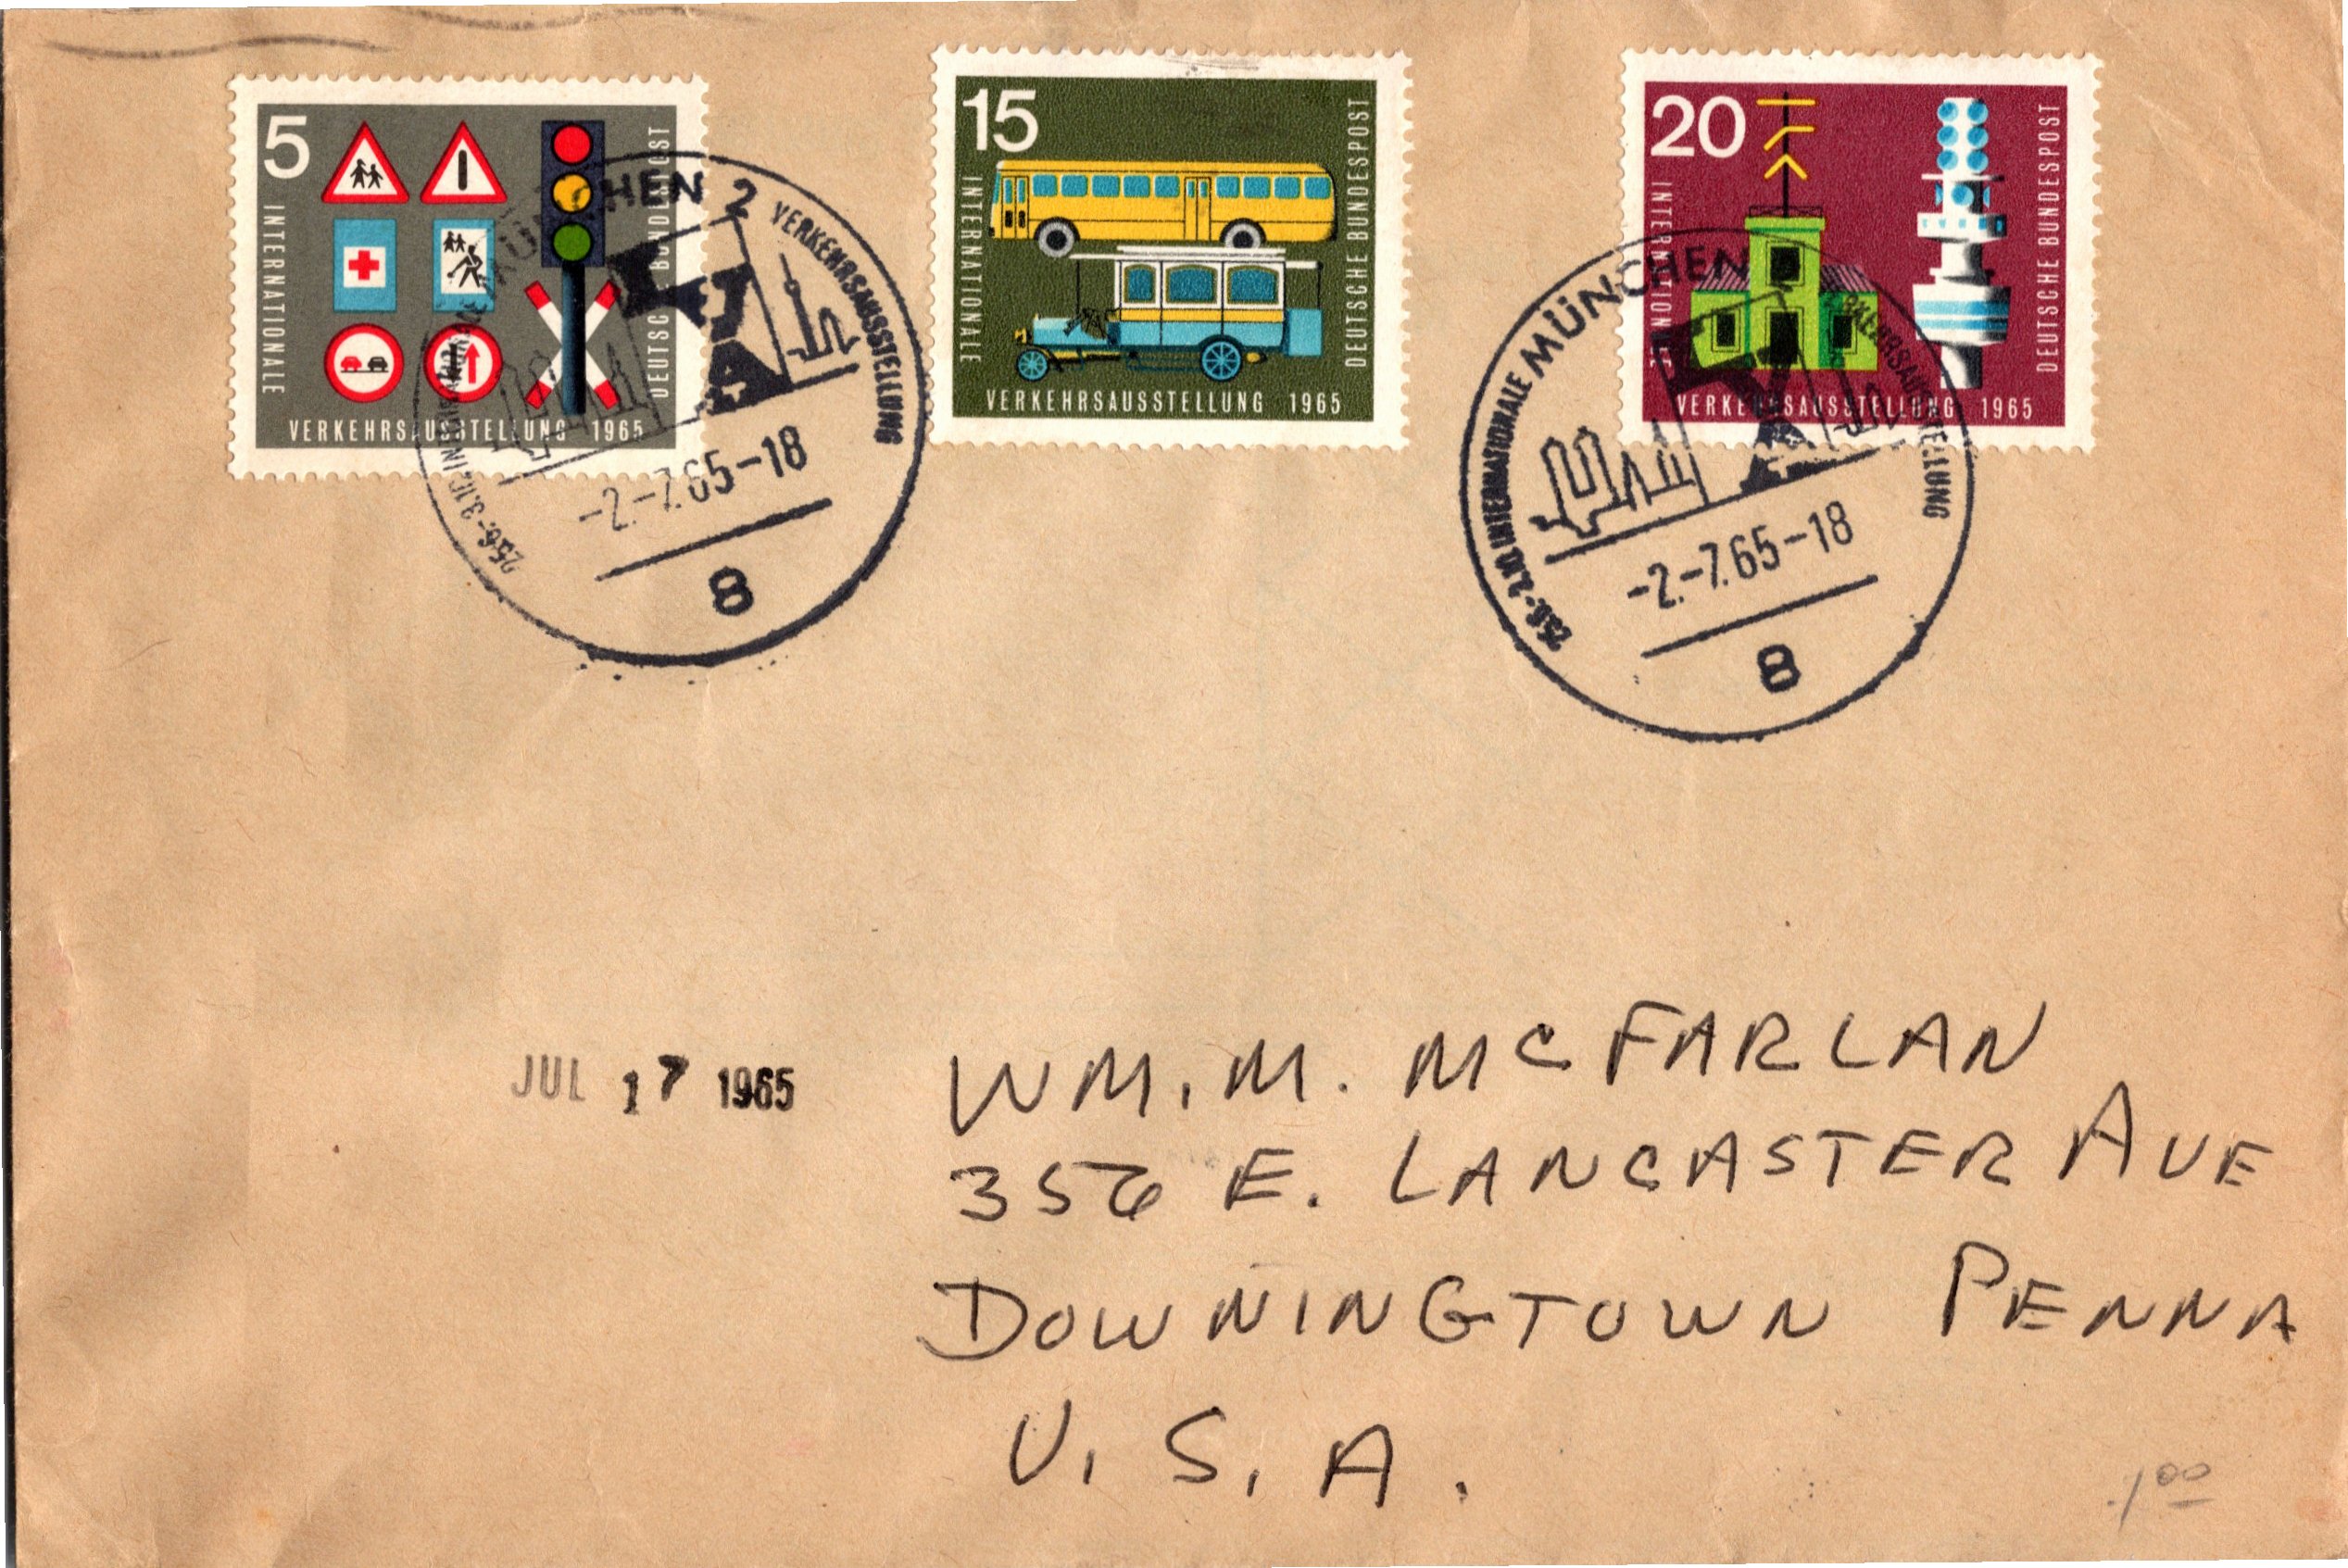 5
INTERNATIONALE
VERKEHRSAUSSTELLUNG 1965
DEUTSCHE BUNDESPOST
15
INTERNATIONALE
VERKEHRSAUSSTELLUNG 1965
DEUTSCHE BUNDESPOST
20
INTERNATIONALE
VERKEHRSAUSSTELLUNG 1965
DEUTSCHE BUNDESPOST
MÜNCHEN 2
VERKEHRSAUSSTELLUNG
-2.-7.65-18
8
INTERNATIONALE
MÜNCHEN
VERKEHRSAUSSTELLUNG
-2.-7.65-18
8
JUL 17 1965
WM. M. MCFARLAN
356 E. LANCASTER AVE
DOWNINGTOWN PENNA
U.S.A.
1 00